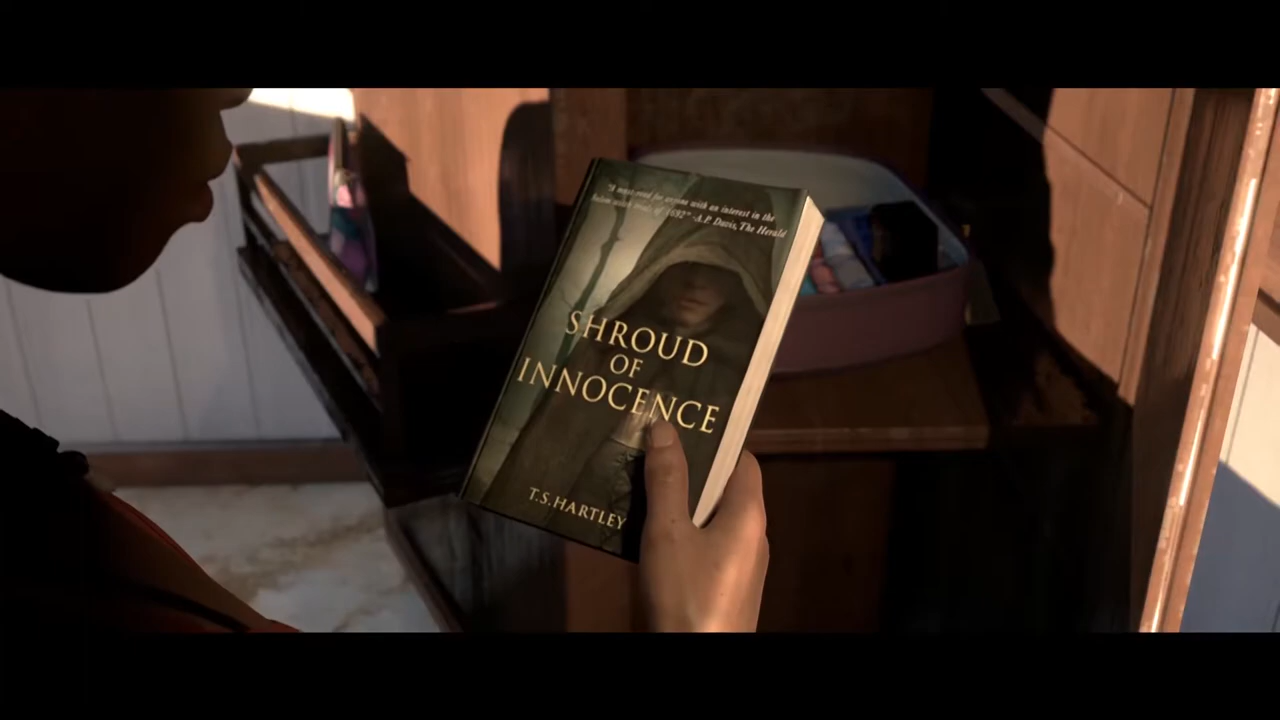 "A must-read for anyone with an interest in the
Salem witch trials of 1692" -A.P. Davis, The Herald
SHROUD
OF
INNOCENCE
T.S. HARTLEY